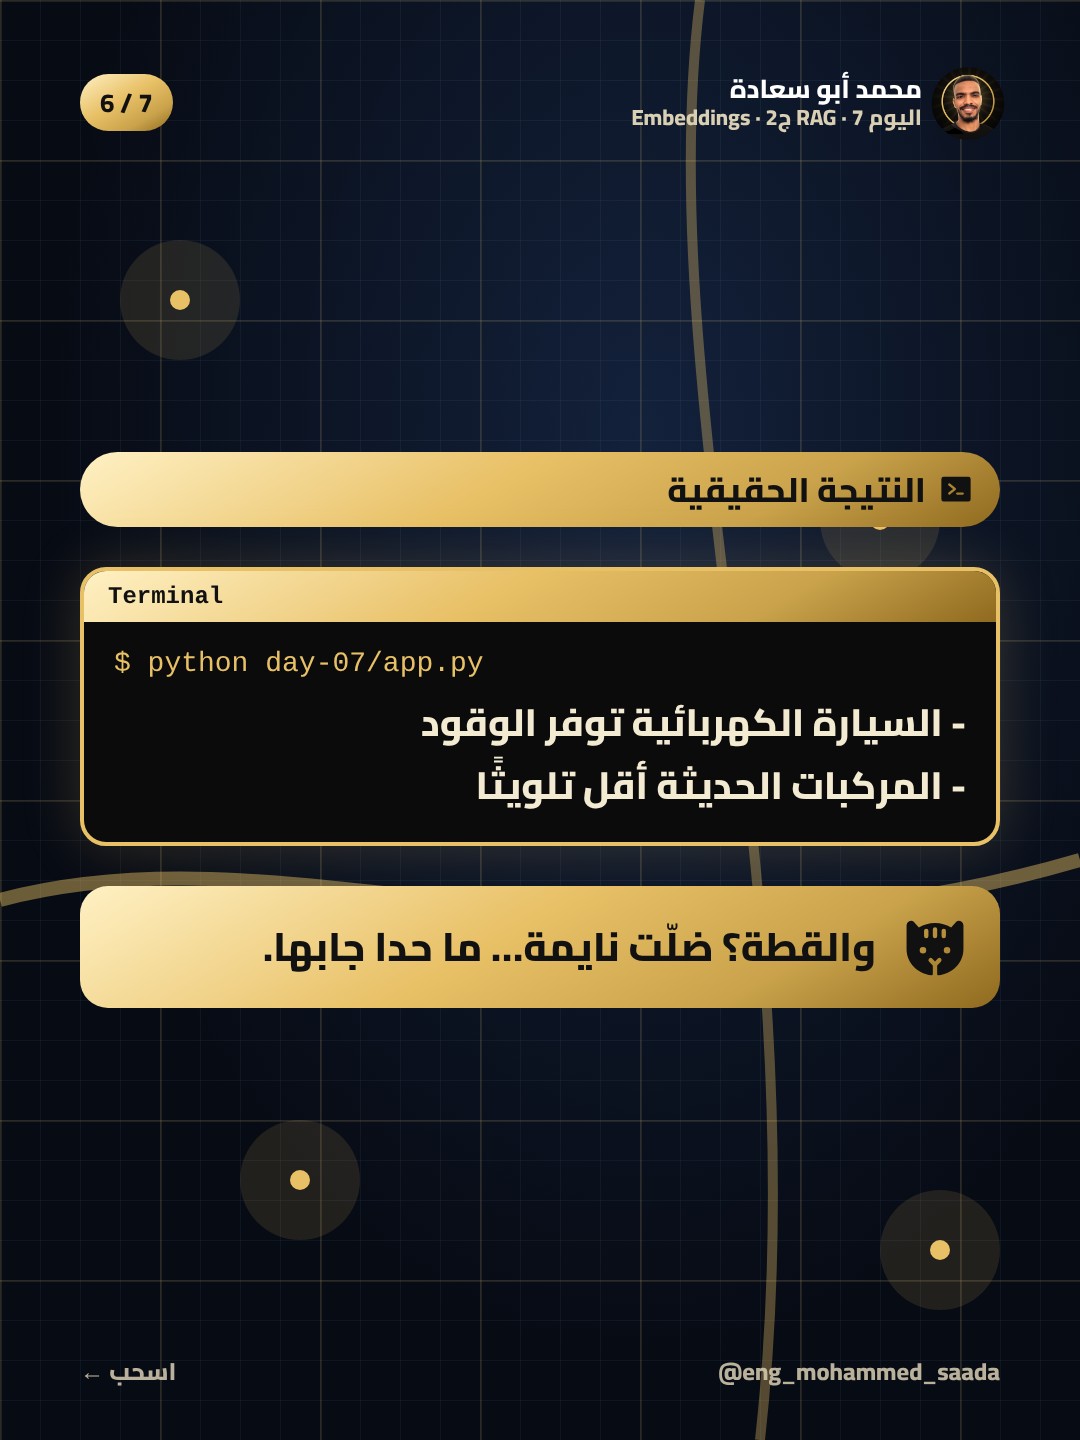 محمد أبو سعادة
اليوم 7 · RAG ج2 · Embeddings
6 / 7
النتيجة الحقيقية
Terminal
$ python day-07/app.py
- السيارة الكهربائية توفر الوقود
- المركبات الحديثة أقل تلويثًا
والقطة؟ ضلّت نايمة... ما حدا جابها.
@eng_mohammed_saada
اسحب ←